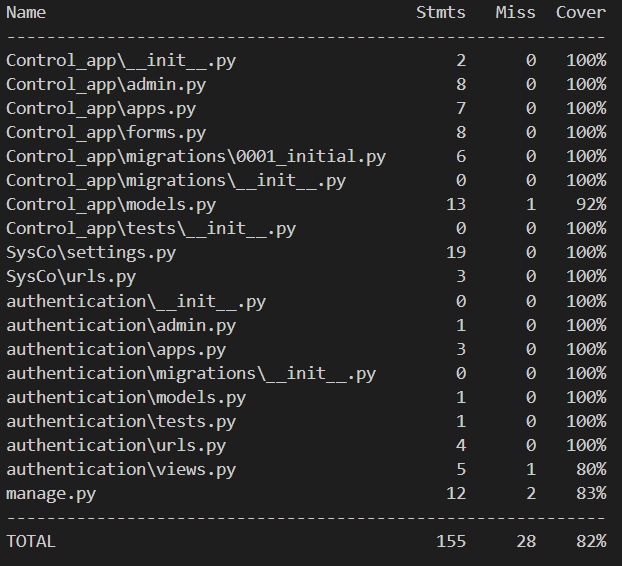 Name Stmts Miss Cover
------------------------------------------------------------
Control_app\__init__.py 2 0 100%
Control_app\admin.py 8 0 100%
Control_app\apps.py 7 0 100%
Control_app\forms.py 8 0 100%
Control_app\migrations\0001_initial.py 6 0 100%
Control_app\migrations\__init__.py 0 0 100%
Control_app\models.py 13 1 92%
Control_app\tests\__init__.py 0 0 100%
SysCo\settings.py 19 0 100%
SysCo\urls.py 3 0 100%
authentication\__init__.py 0 0 100%
authentication\admin.py 1 0 100%
authentication\apps.py 3 0 100%
authentication\migrations\__init__.py 0 0 100%
authentication\models.py 1 0 100%
authentication\tests.py 1 0 100%
authentication\urls.py 4 0 100%
authentication\views.py 5 1 80%
manage.py 12 2 83%
------------------------------------------------------------
TOTAL 155 28 82%